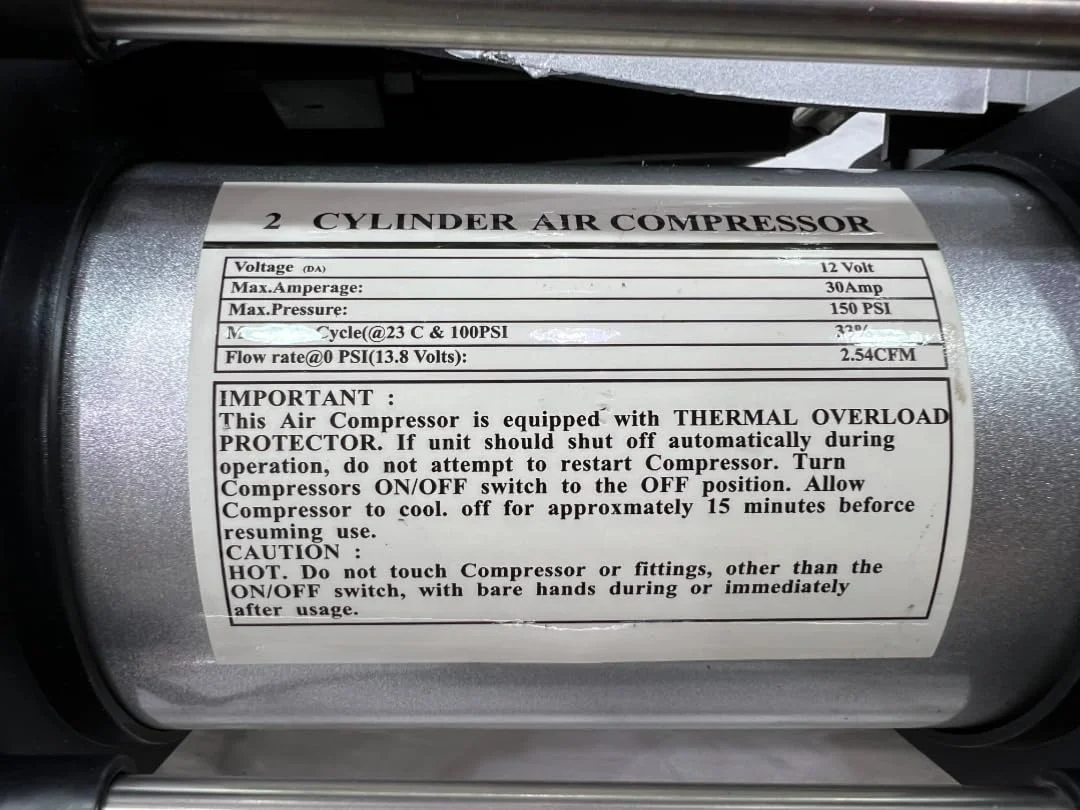 2 CYLINDER AIR COMPRESSOR
Voltage (DA) 12 Volt
Max.Amperage: 30Amp
Max.Pressure: 150 PSI
Cycle(@23 C & 100PSI
Flow rate@0 PSI(13.8 Volts): 2.54CFM
IMPORTANT :
This Air Compressor is equipped with THERMAL OVERLOAD
PROTECTOR. If unit should shut off automatically during
operation, do not attempt to restart Compressor. Turn
Compressors ON/OFF switch to the OFF position. Allow
Compressor to cool. off for approxmately 15 minutes beforce
resuming use.
CAUTION :
HOT. Do not touch Compressor or fittings, other than the
ON/OFF switch, with bare hands during or immediately
after usage.